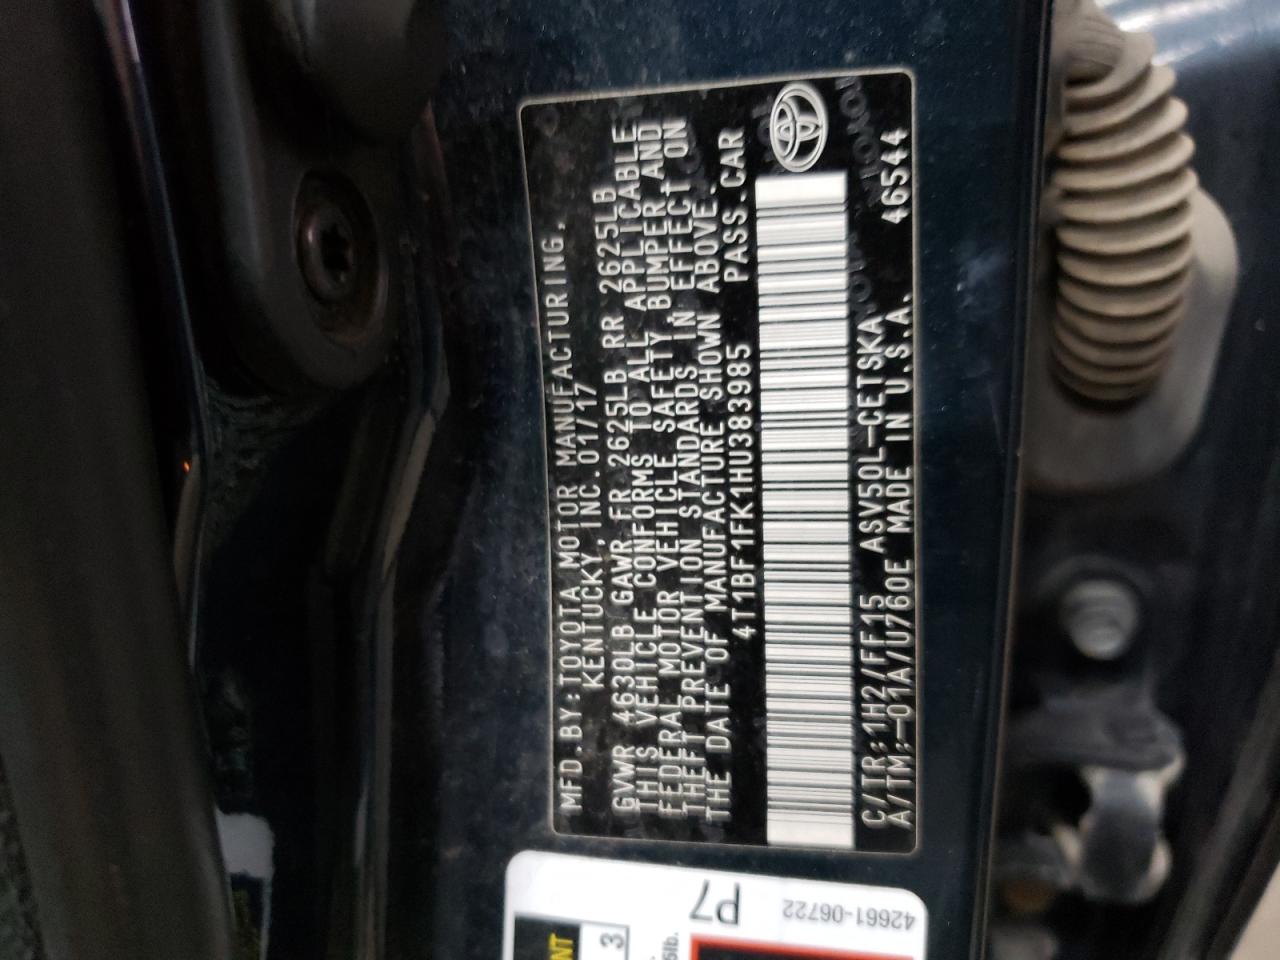 MFD.BY:TOYOTA MOTOR MANUFACTURING,
KENTUCKY INC.01/17
GVWR 4630LB GAWR FR 2625LB RR 2625LB
THIS VEHICLE CONFORMS TO ALL APPLICABLE
FEDERAL MOTOR VEHICLE SAFETY BUMPER AND
THEFT PREVENTION STANDARDS IN EFFECT ON
THE DATE OF MANUFACTURE SHOWN ABOVE.
4T1BF1FK1HU383985 PASS.CAR
C/TR:1H2/FF15 ASV50L-CETSKA 46544
A/TM:-01A/U760E MADE IN U.S.A.
P7
42661-06722
3